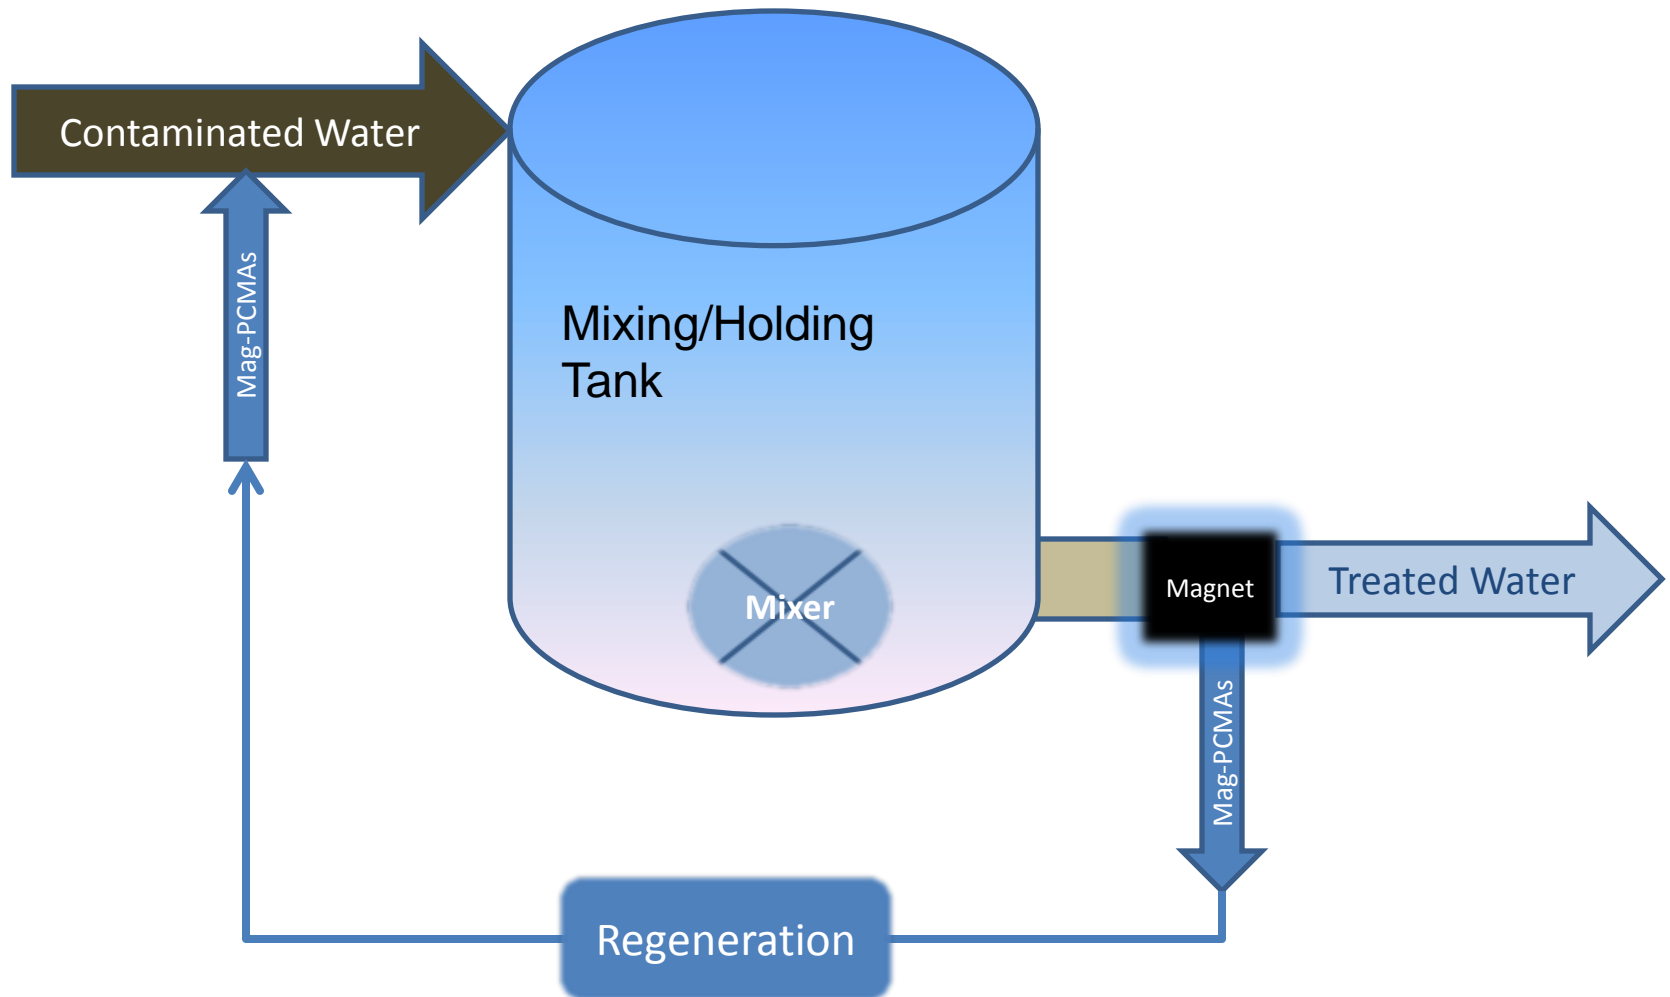 Contaminated Water
Mag-PCMAs
Mixing/Holding
Tank
Mixer
Magnet
Treated Water
Mag-PCMAs
Regeneration